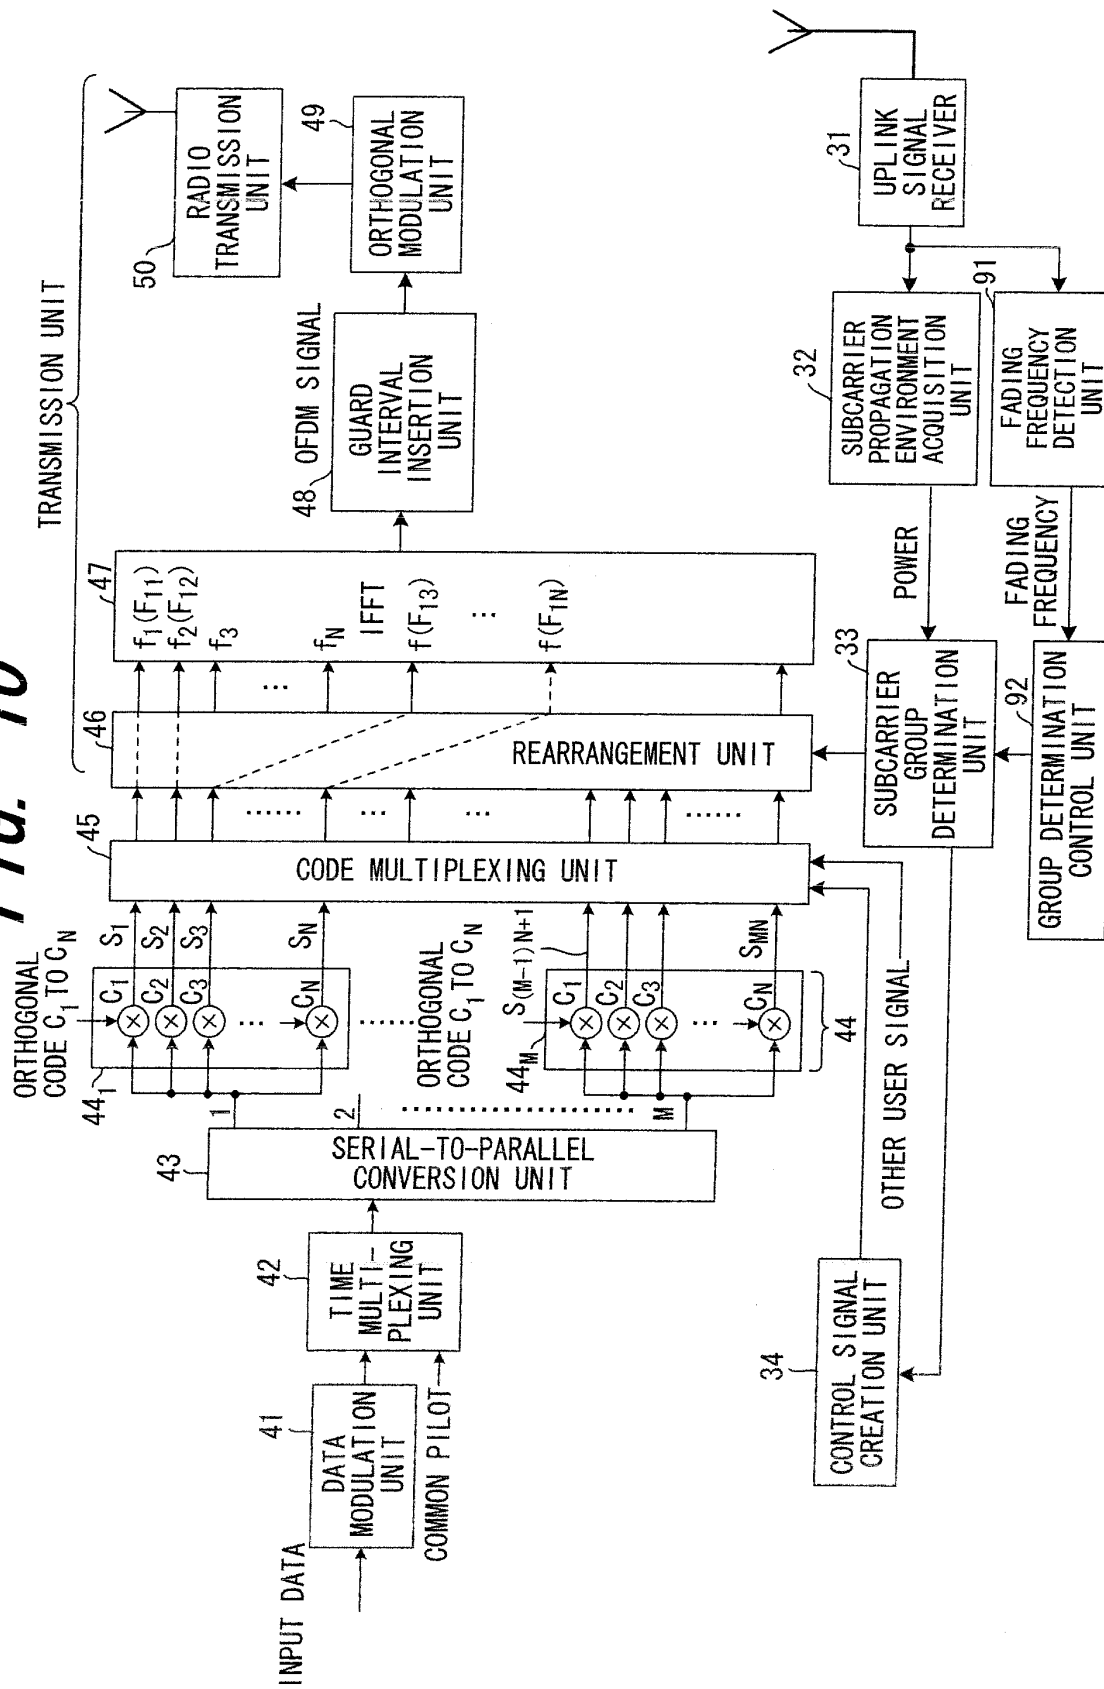 TRANSMISSION UNIT
50
RADIO
TRANSMISSION
UNIT
49
ORTHOGONAL
MODULATION
UNIT
OFDM SIGNAL
48
GUARD
INTERVAL
INSERTION
UNIT
47
f1(F11)
f2(F12)
f3
...
fN
IFFT
f(F13)
...
f(F1N)
46
REARRANGEMENT UNIT
45
CODE MULTIPLEXING UNIT
......
...
...
......
ORTHOGONAL
CODE C1 TO CN
441
C1
C2
C3
...
CN
S1
S2
S3
SN
......
ORTHOGONAL
CODE C1 TO CN
44M
C1
C2
C3
...
CN
S(M-1)N+1
SMN
44
43
SERIAL-TO-PARALLEL
CONVERSION UNIT
1
2
M
42
TIME
MULTI-
PLEXING
UNIT
41
DATA
MODULATION
UNIT
INPUT DATA
COMMON PILOT
31
UPLINK
SIGNAL
RECEIVER
32
SUBCARRIER
PROPAGATION
ENVIRONMENT
ACQUISITION
UNIT
91
FADING
FREQUENCY
DETECTION
UNIT
POWER
FADING
FREQUENCY
33
SUBCARRIER
GROUP
DETERMINATION
UNIT
92
GROUP DETERMINATION
CONTROL UNIT
OTHER USER SIGNAL
34
CONTROL SIGNAL
CREATION UNIT